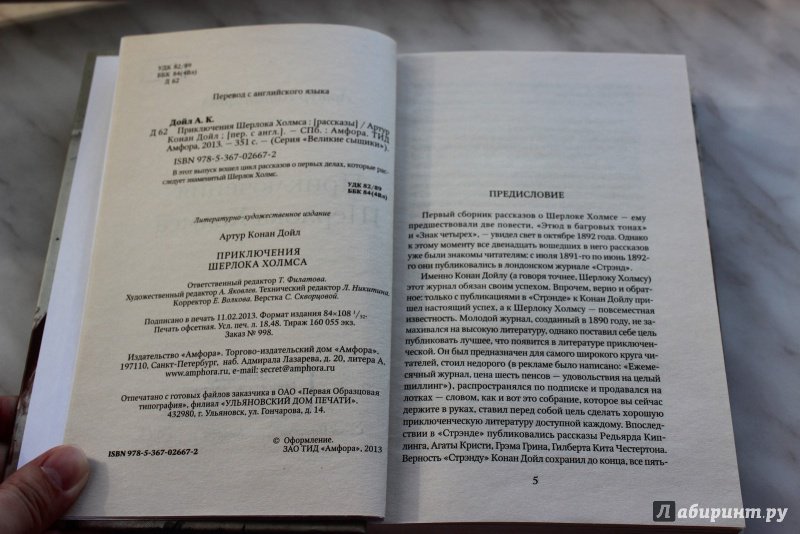 УДК 82/89
ББК 84(4Вл)
Д 62
Перевод с английского языка
Дойл А. К.
Д 62 Приключения Шерлока Холмса : [рассказы] / Артур
Конан Дойл ; [пер. с англ.]. — СПб. : Амфора. ТИД
Амфора, 2013. — 351 с. — (Серия «Великие сыщики»).
ISBN 978-5-367-02667-2
В этот выпуск вошел цикл рассказов о первых делах, которые рас-
следует знаменитый Шерлок Холмс.
УДК 82/89
ББК 84(4Вл)
Литературно-художественное издание
Артур Конан Дойл
ПРИКЛЮЧЕНИЯ
ШЕРЛОКА ХОЛМСА
Ответственный редактор Т. Филатова.
Художественный редактор А. Яковлев. Технический редактор Л. Никитина.
Корректор Е. Волкова. Верстка С. Скворцовой.
Подписано в печать 11.02.2013. Формат издания 84×108 1/32.
Печать офсетная. Усл. печ. л. 18,48. Тираж 160 055 экз.
Заказ № 998.
Издательство «Амфора». Торгово-издательский дом «Амфора».
197110, Санкт-Петербург, наб. Адмирала Лазарева, д. 20, литера А.
www.amphora.ru, e-mail: secret@amphora.ru
Отпечатано с готовых файлов заказчика в ОАО «Первая Образцовая
типография», филиал «УЛЬЯНОВСКИЙ ДОМ ПЕЧАТИ».
432980, г. Ульяновск, ул. Гончарова, д. 14.
© Оформление.
ЗАО ТИД «Амфора», 2013
ISBN 978-5-367-02667-2
ПРЕДИСЛОВИЕ
Первый сборник рассказов о Шерлоке Холмсе — ему
предшествовали две повести, «Этюд в багровых тонах»
и «Знак четырех», — увидел свет в октябре 1892 года. Однако
к этому моменту все двенадцать вошедших в него рассказов
уже были знакомы читателям: с июля 1891-го по июнь 1892-
го они публиковались в лондонском журнале «Стрэнд».
Именно Конан Дойлу (а говоря точнее, Шерлоку Холмсу)
этот журнал обязан своим успехом. Впрочем, верно и обрат-
ное: только с публикациями в «Стрэнде» к Конан Дойлу при-
шел настоящий успех, а к Шерлоку Холмсу — повсеместная
известность. Молодой журнал, созданный в 1890 году, не за-
махивался на высокую литературу, однако поставил себе цель
публиковать лучшее, что появится в литературе приключен-
ческой. Он был предназначен для самого широкого круга чи-
тателей, стоил недорого (в рекламе было написано: «Ежеме-
сячный журнал, цена шесть пенсов — удовольствия на целый
шиллинг»), распространялся по подписке и продавался на
лотках — словом, как и вот это собрание, которое вы сейчас
держите в руках, ставил перед собой цель сделать хорошую
приключенческую литературу доступной каждому. Впослед-
ствии в «Стрэнде» публиковались рассказы Редьярда Кип-
линга, Агаты Кристи, Грэма Грина, Гилберта Кита Честертона.
Верность «Стрэнду» Конан Дойл сохранил до конца, все пять-
5
Лабиринт.ру